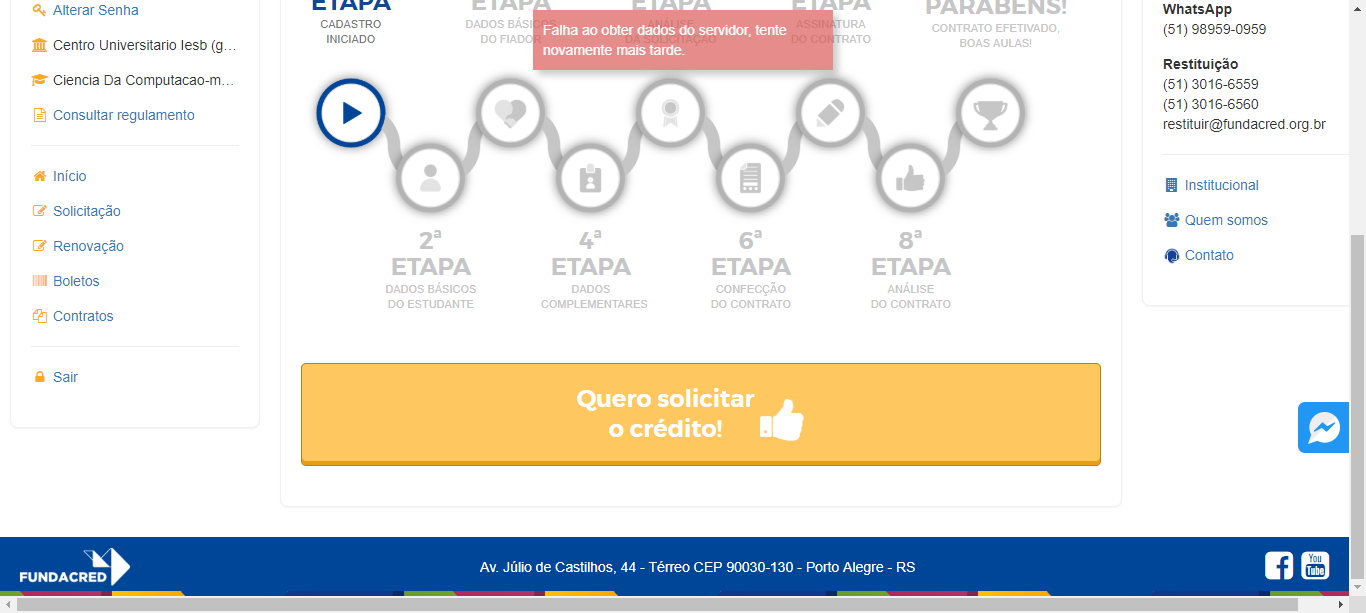 Alterar Senha
Centro Universitario Iesb (g...
Ciencia Da Computacao-m...
Consultar regulamento
Início
Solicitação
Renovação
Boletos
Contratos
Sair
ETAPA
CADASTRO
INICIADO
ETAPA
DADOS BÁSICOS
DO FIADOR
ETAPA
ANÁLISE
DA SOLICITAÇÃO
ETAPA
ASSINATURA
DO CONTRATO
PARABÉNS!
CONTRATO EFETIVADO,
BOAS AULAS!
Falha ao obter dados do servidor, tente
novamente mais tarde.
2ª
ETAPA
DADOS BÁSICOS
DO ESTUDANTE
4ª
ETAPA
DADOS
COMPLEMENTARES
6ª
ETAPA
CONFECÇÃO
DO CONTRATO
8ª
ETAPA
ANÁLISE
DO CONTRATO
Quero solicitar
o crédito!
WhatsApp
(51) 98959-0959
Restituição
(51) 3016-6559
(51) 3016-6560
restituir@fundacred.org.br
Institucional
Quem somos
Contato
FUNDACRED
Av. Júlio de Castilhos, 44 - Térreo CEP 90030-130 - Porto Alegre - RS
You
Tube